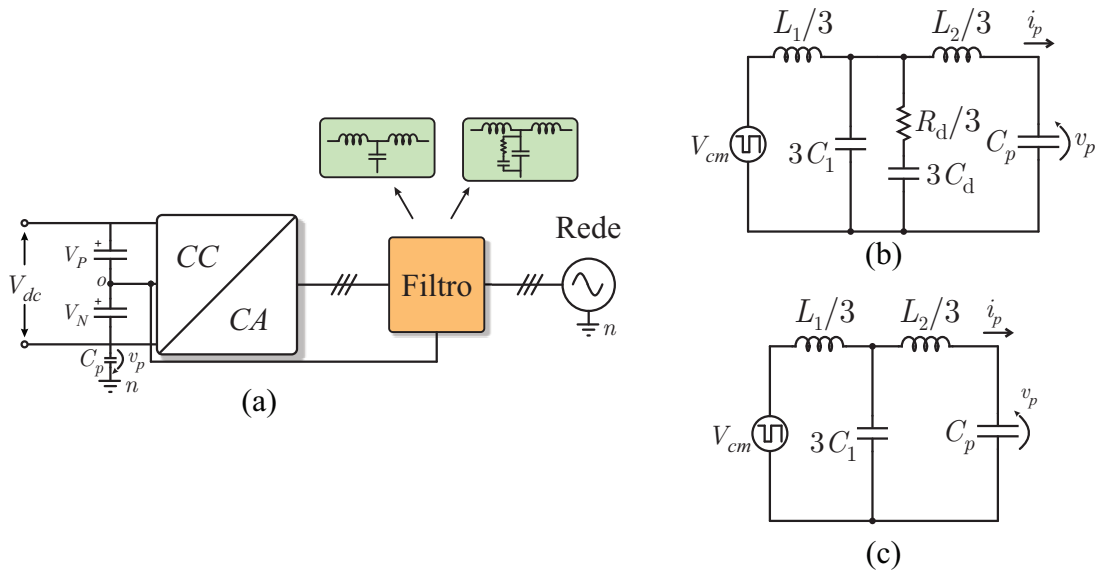 V_dc
V_P
+
o
V_N
+
C_p
v_p
n
CC
CA
Filtro
Rede
n
(a)
L_1/3
L_2/3
i_p
V_cm
3C_1
R_d/3
3C_d
C_p
v_p
(b)
L_1/3
L_2/3
i_p
V_cm
3C_1
C_p
v_p
(c)